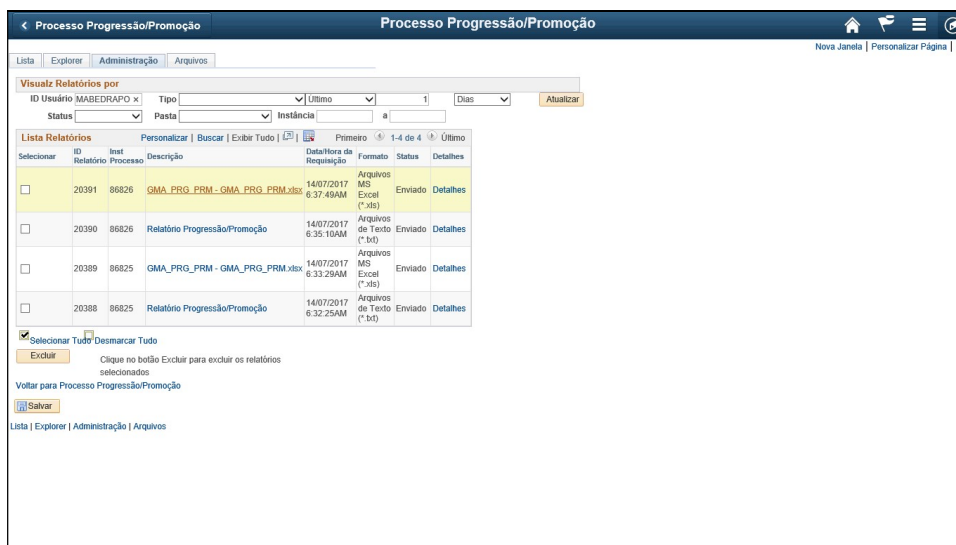 Processo Progressão/Promoção
Processo Progressão/Promoção
Nova Janela | Personalizar Página |
Lista Explorer Administração Arquivos
Visualz Relatórios por
ID Usuário MABEDRAPO × Tipo Último 1 Dias Atualizar
Status Pasta Instância a
Lista Relatórios Personalizar | Buscar | Exibir Tudo | | Primeiro 1-4 de 4 Último
Selecionar ID Relatório Inst Processo Descrição Data/Hora da Requisição Formato Status Detalhes
20391 86826 GMA_PRG_PRM - GMA_PRG_PRM.xlsx 14/07/2017 6:37:49AM Arquivos MS Excel (*.xls) Enviado Detalhes
20390 86826 Relatório Progressão/Promoção 14/07/2017 6:35:10AM Arquivos de Texto (*.txt) Enviado Detalhes
20389 86825 GMA_PRG_PRM - GMA_PRG_PRM.xlsx 14/07/2017 6:33:29AM Arquivos MS Excel (*.xls) Enviado Detalhes
20388 86825 Relatório Progressão/Promoção 14/07/2017 6:32:25AM Arquivos de Texto (*.txt) Enviado Detalhes
Selecionar Tudo Desmarcar Tudo
Excluir Clique no botão Excluir para excluir os relatórios
selecionados
Voltar para Processo Progressão/Promoção
Salvar
Lista | Explorer | Administração | Arquivos